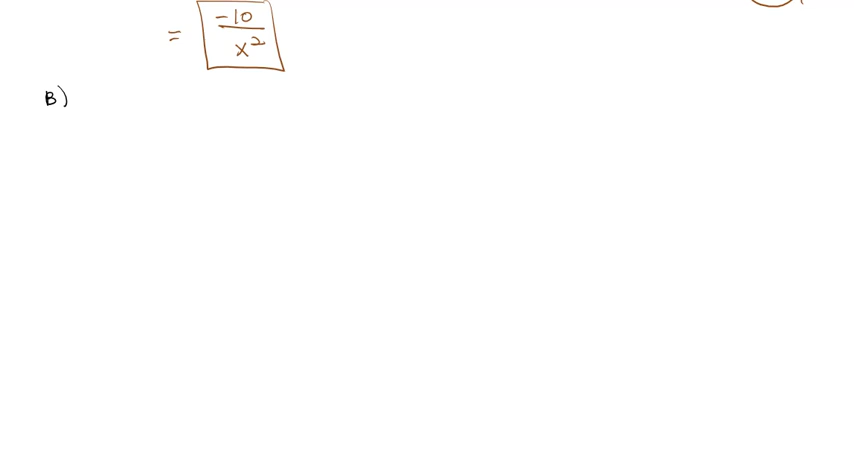 = -10/x²
B)